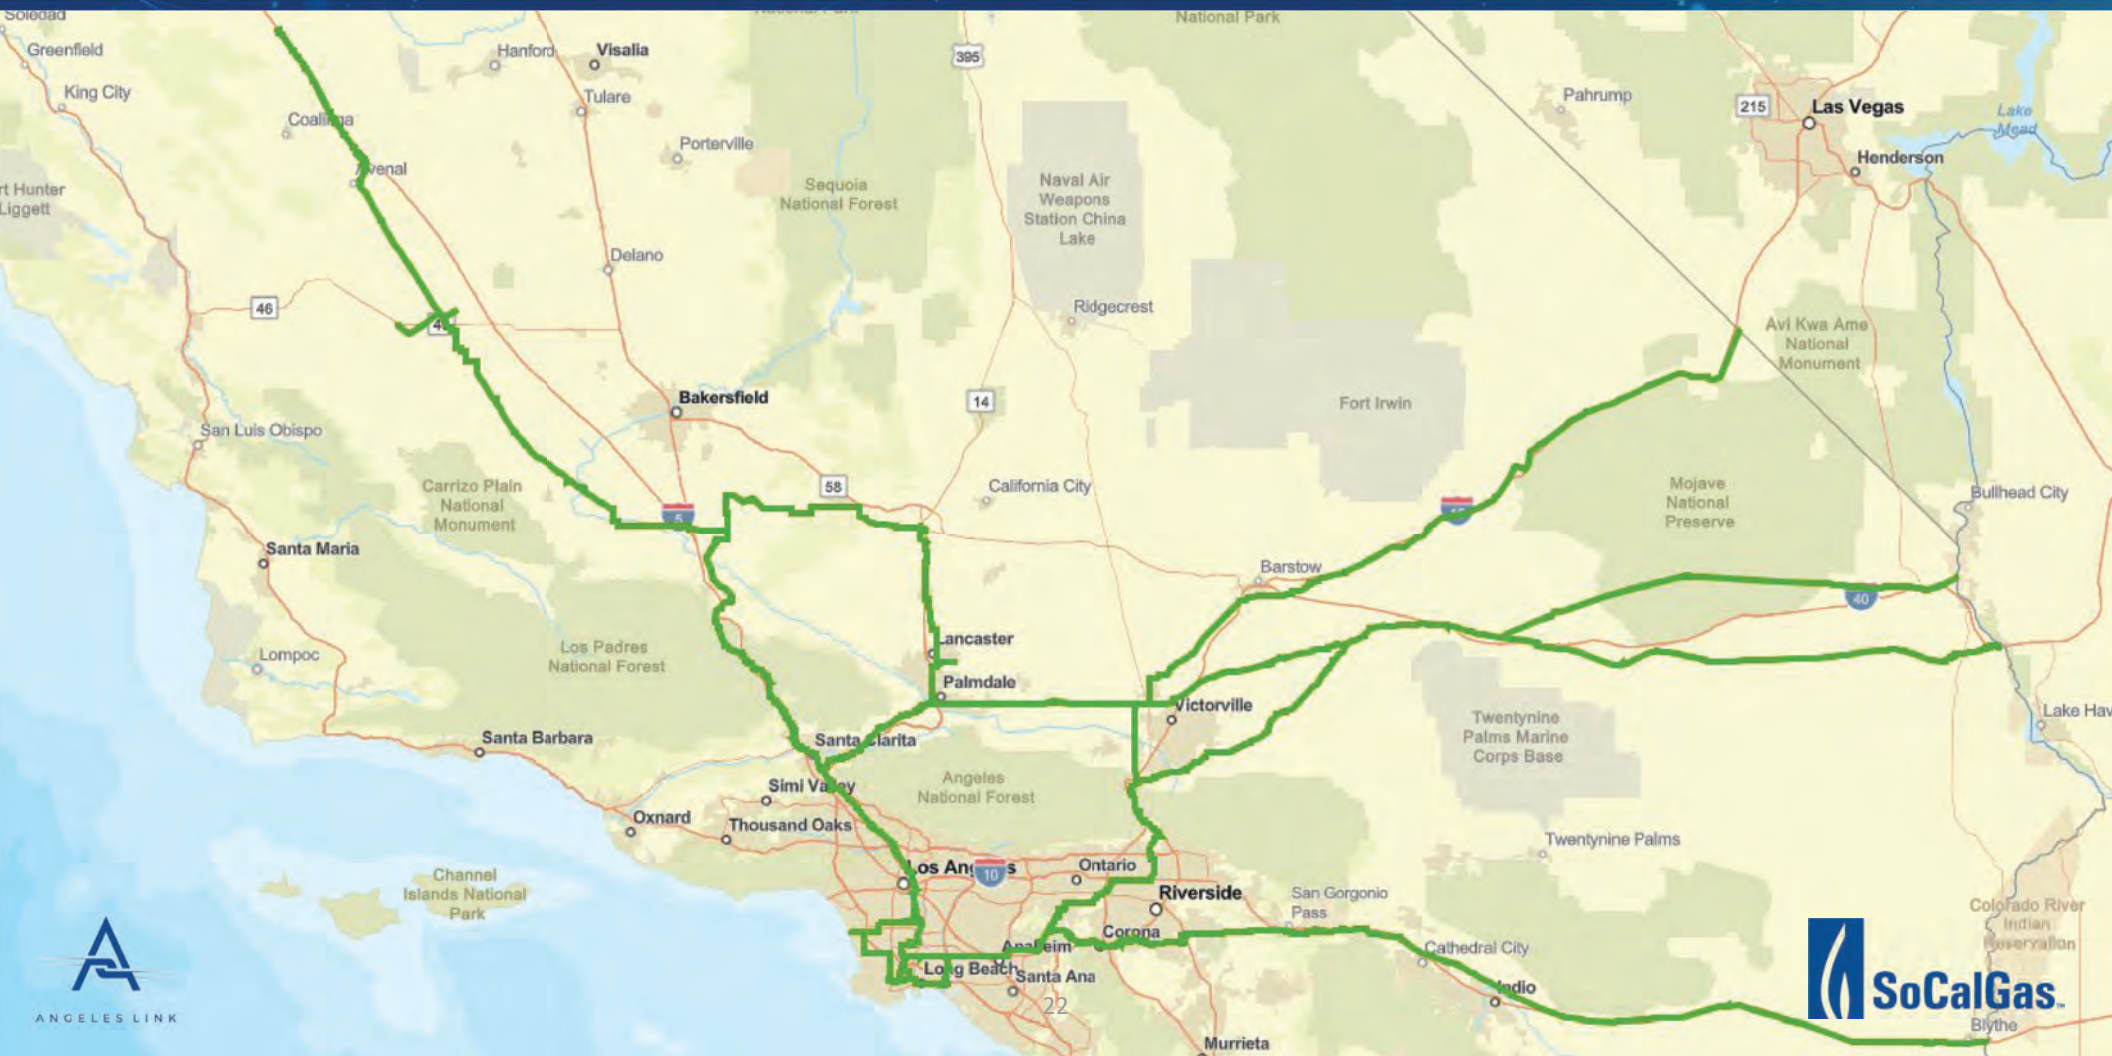 Soledad
National Park
National Park
Greenfield
Hanford
Visalia
395
King City
Tulare
Pahrump
215
Las Vegas
Lake
Mead
Coalinga
Porterville
Henderson
Avenal
rt Hunter
Liggett
Sequoia
National Forest
Naval Air
Weapons
Station China
Lake
Delano
46
Ridgecrest
Avi Kwa Ame
National
Monument
Bakersfield
14
Fort Irwin
San Luis Obispo
Carrizo Plain
National
Monument
58
California City
Mojave
National
Preserve
Bullhead City
5
15
Santa Maria
Barstow
40
Lompoc
Los Padres
National Forest
Lancaster
Palmdale
Victorville
Twentynine
Palms Marine
Corps Base
Lake Hav
Santa Barbara
Santa Clarita
Simi Valley
Angeles
National Forest
Oxnard
Thousand Oaks
Twentynine Palms
Los Angeles
10
Ontario
Channel
Islands National
Park
Riverside
San Gorgonio
Pass
Colorado River
Indian
Reservation
Anaheim
Corona
Cathedral City
Long Beach
Santa Ana
Indio
22
ANGELES LINK
SoCalGas
Blythe
Murrieta